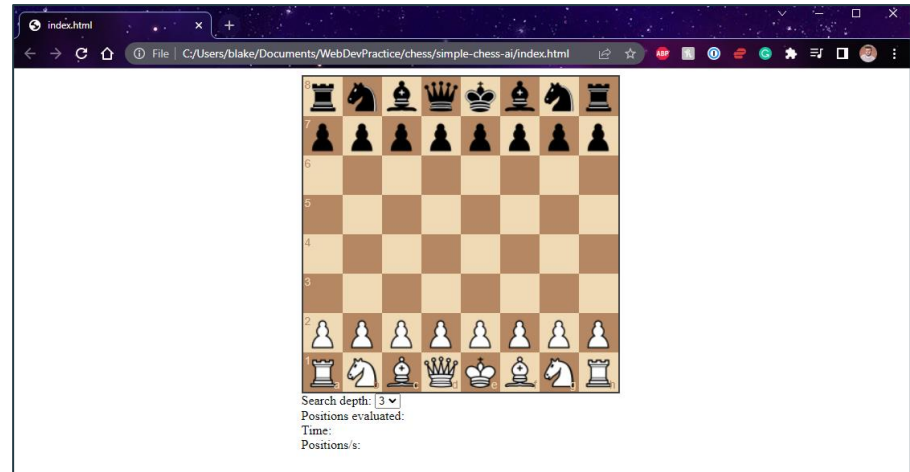 index.html
File | C:/Users/blake/Documents/WebDevPractice/chess/simple-chess-ai/index.html
ABP
8
7
6
5
4
3
2
1 a b c d e f g h
Search depth: 3
Positions evaluated:
Time:
Positions/s: